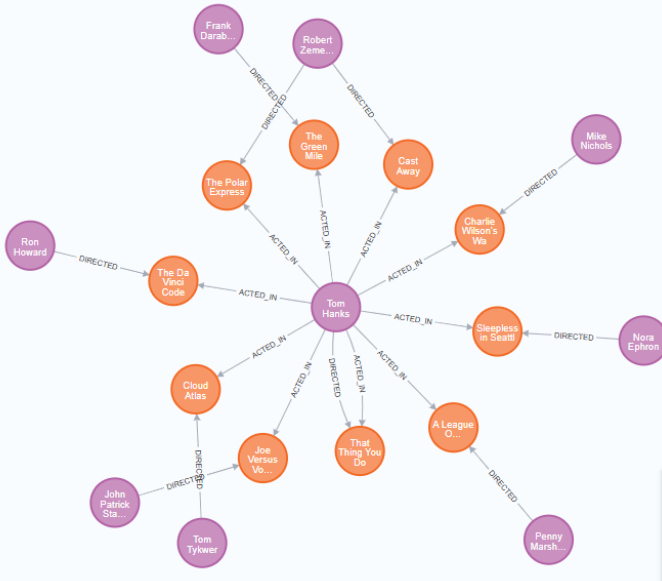 Frank
Darab...
Robert
Zeme...
DIRECTED
DIRECTED
DIRECTED
The
Green
Mile
Mike
Nichols
Cast
Away
The Polar
Express
DIRECTED
Charlie
Wilson's
Wa
Ron
Howard
ACTED_IN
ACTED_IN
ACTED_IN
ACTED_IN
DIRECTED
The Da
Vinci
Code
ACTED_IN
Tom
Hanks
ACTED_IN
Sleepless
in Seattl
DIRECTED
Nora
Ephron
ACTED_IN
ACTED_IN
DIRECTED
ACTED_IN
ACTED_IN
Cloud
Atlas
A League
O...
Joe
Versus
Vo...
That
Thing You
Do
DIRECTED
DIRECTED
DIRECTED
John
Patrick
Sta...
Tom
Tykwer
Penny
Marsh...